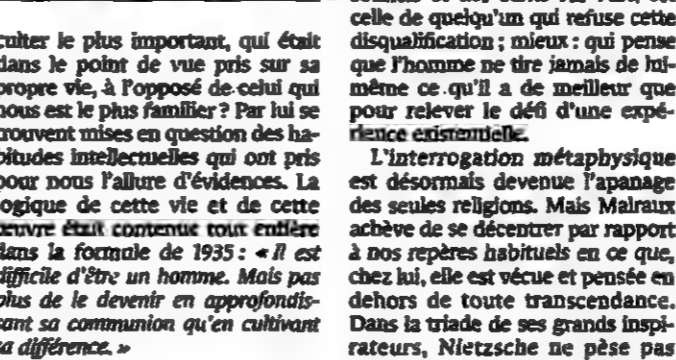 culter le plus important, qui était
dans le point de vue pris sur sa
propre vie, à l'opposé de celui qui
nous est le plus familier ? Par lui se
trouvent mises en question des ha-
bitudes intellectuelles qui ont pris
pour nous l'allure d'évidences. La
logique de cette vie et de cette
œuvre était contenue tout entière
dans la formule de 1935 : « Il est
difficile d'être un homme. Mais pas
plus de le devenir en approfondis-
sant sa communion qu'en cultivant
sa différence. »
celle de quelqu'un qui refuse cette
disqualification ; mieux : qui pense
que l'homme ne tire jamais de lui-
même ce qu'il a de meilleur que
pour relever le défi d'une expé-
rience existentielle.
L'interrogation métaphysique
est désormais devenue l'apanage
des seules religions. Mais Malraux
achève de se décentrer par rapport
à nos repères habituels en ce que,
chez lui, elle est vécue et pensée en
dehors de toute transcendance.
Dans la triade de ses grands inspi-
rateurs, Nietzsche ne pèse pas